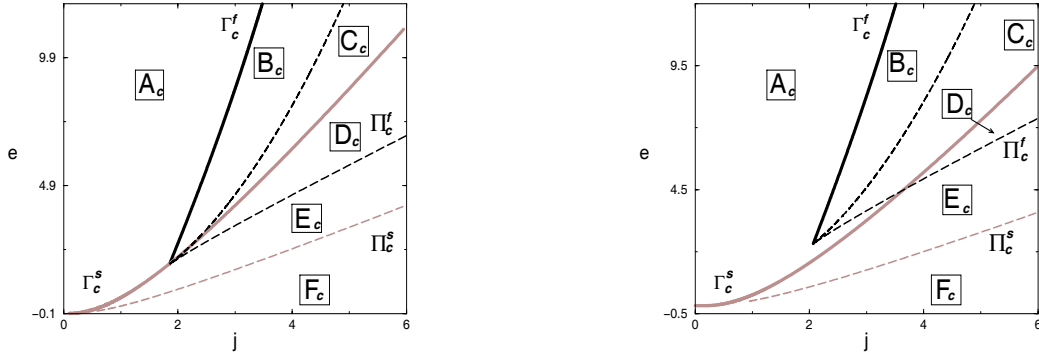 Γ_c^f
B_c
C_c
9.9
A_c
D_c
Π_c^f
e
4.9
E_c
Π_c^s
Γ_c^s
F_c
−0.1
0
2
4
6
j
Γ_c^f
C_c
B_c
9.5
A_c
D_c
Π_c^f
e
4.5
E_c
Π_c^s
Γ_c^s
F_c
−0.5
0
2
4
6
j